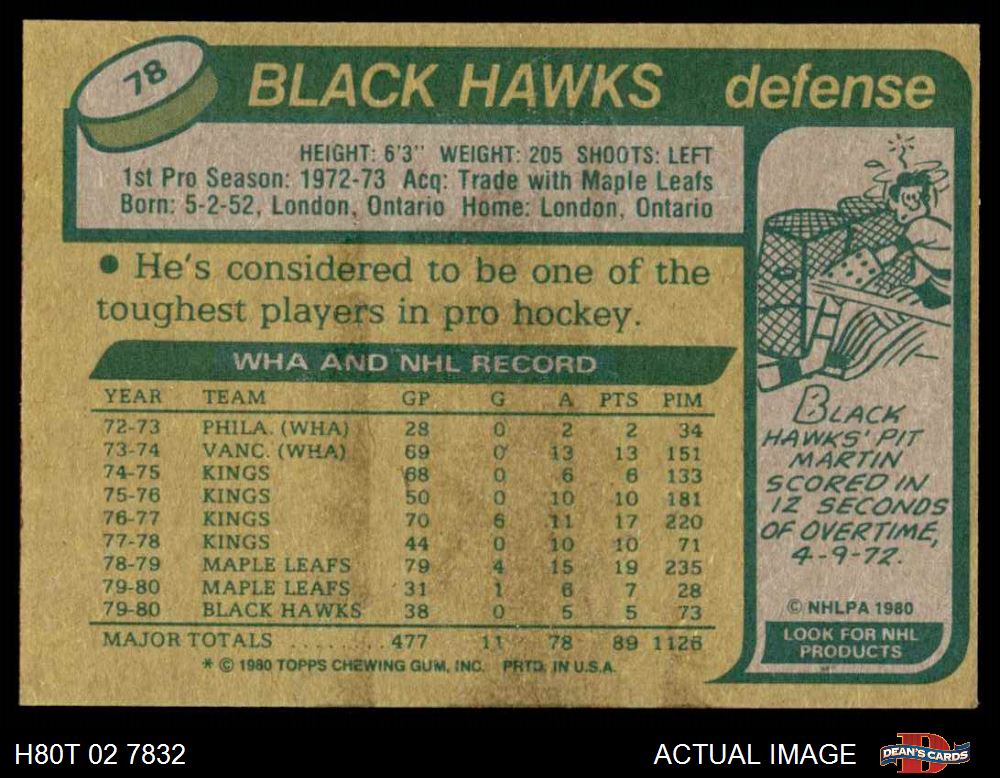 78
BLACK HAWKS defense
HEIGHT: 6'3" WEIGHT: 205 SHOOTS: LEFT
1st Pro Season: 1972-73 Acq: Trade with Maple Leafs
Born: 5-2-52, London, Ontario Home: London, Ontario
● He's considered to be one of the
toughest players in pro hockey.
WHA AND NHL RECORD
YEAR TEAM GP G A PTS PIM
72-73 PHILA. (WHA) 28 0 2 2 34
73-74 VANC. (WHA) 69 0 13 13 151
74-75 KINGS 68 0 6 6 133
75-76 KINGS 50 0 10 10 181
76-77 KINGS 70 6 11 17 220
77-78 KINGS 44 0 10 10 71
78-79 MAPLE LEAFS 79 4 15 19 235
79-80 MAPLE LEAFS 31 1 6 7 28
79-80 BLACK HAWKS 38 0 5 5 73
MAJOR TOTALS ........ 477 11 78 89 1126
* © 1980 TOPPS CHEWING GUM, INC. PRTD. IN U.S.A.
BLACK
HAWKS' PIT
MARTIN
SCORED IN
12 SECONDS
OF OVERTIME,
4-9-72.
© NHLPA 1980
LOOK FOR NHL
PRODUCTS
H80T 02 7832
ACTUAL IMAGE
DEAN'S CARDS